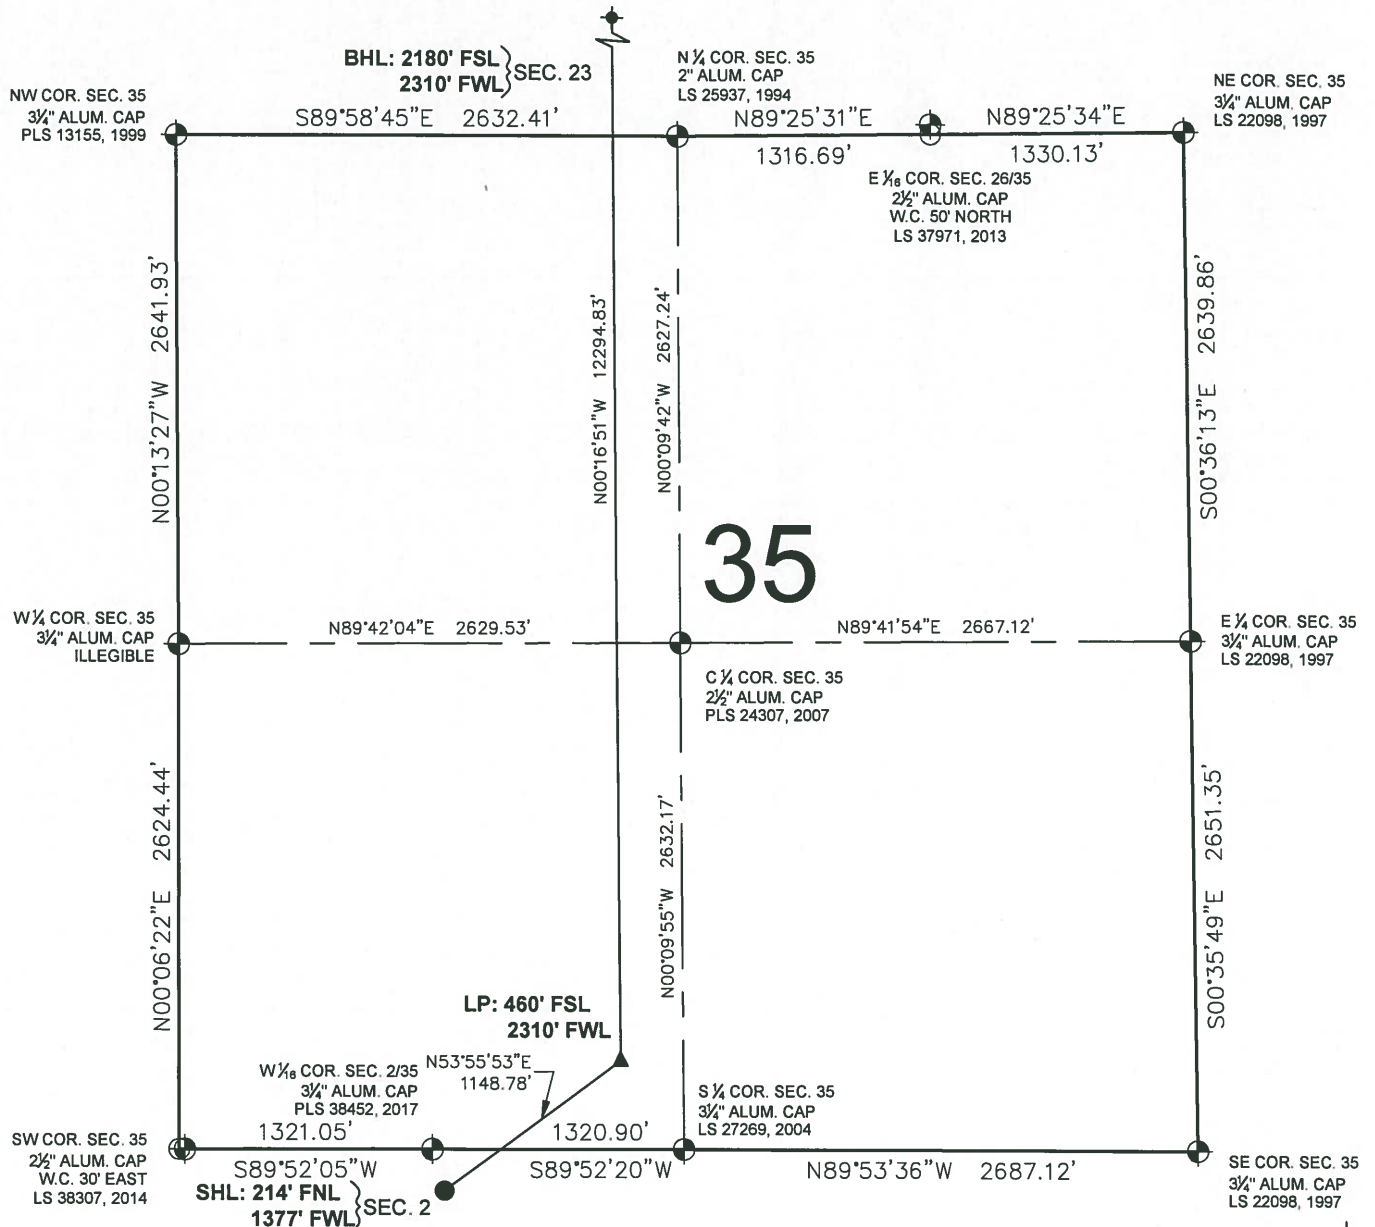 BHL: 2180' FSL
2310' FWL
SEC. 23
N ¼ COR. SEC. 35
2" ALUM. CAP
LS 25937, 1994
NW COR. SEC. 35
3¼" ALUM. CAP
PLS 13155, 1999
NE COR. SEC. 35
3¼" ALUM. CAP
LS 22098, 1997
S89°58'45"E 2632.41'
N89°25'31"E
1316.69'
N89°25'34"E
1330.13'
E 1/16 COR. SEC. 26/35
2½" ALUM. CAP
W.C. 50' NORTH
LS 37971, 2013
N00°13'27"W 2641.93'
N00°16'51"W 12294.83'
N00°09'42"W 2627.24'
S00°36'13"E 2639.86'
35
W ¼ COR. SEC. 35
3¼" ALUM. CAP
ILLEGIBLE
N89°42'04"E 2629.53'
N89°41'54"E 2667.12'
E ¼ COR. SEC. 35
3¼" ALUM. CAP
LS 22098, 1997
C ¼ COR. SEC. 35
2½" ALUM. CAP
PLS 24307, 2007
N00°06'22"E 2624.44'
N00°09'55"W 2632.17'
S00°35'49"E 2651.35'
LP: 460' FSL
2310' FWL
N53°55'53"E
1148.78'
W 1/16 COR. SEC. 2/35
3¼" ALUM. CAP
PLS 38452, 2017
S ¼ COR. SEC. 35
3¼" ALUM. CAP
LS 27269, 2004
SW COR. SEC. 35
2½" ALUM. CAP
W.C. 30' EAST
LS 38307, 2014
1321.05'
S89°52'05"W
1320.90'
S89°52'20"W
N89°53'36"W 2687.12'
SE COR. SEC. 35
3¼" ALUM. CAP
LS 22098, 1997
SHL: 214' FNL
1377' FWL
SEC. 2